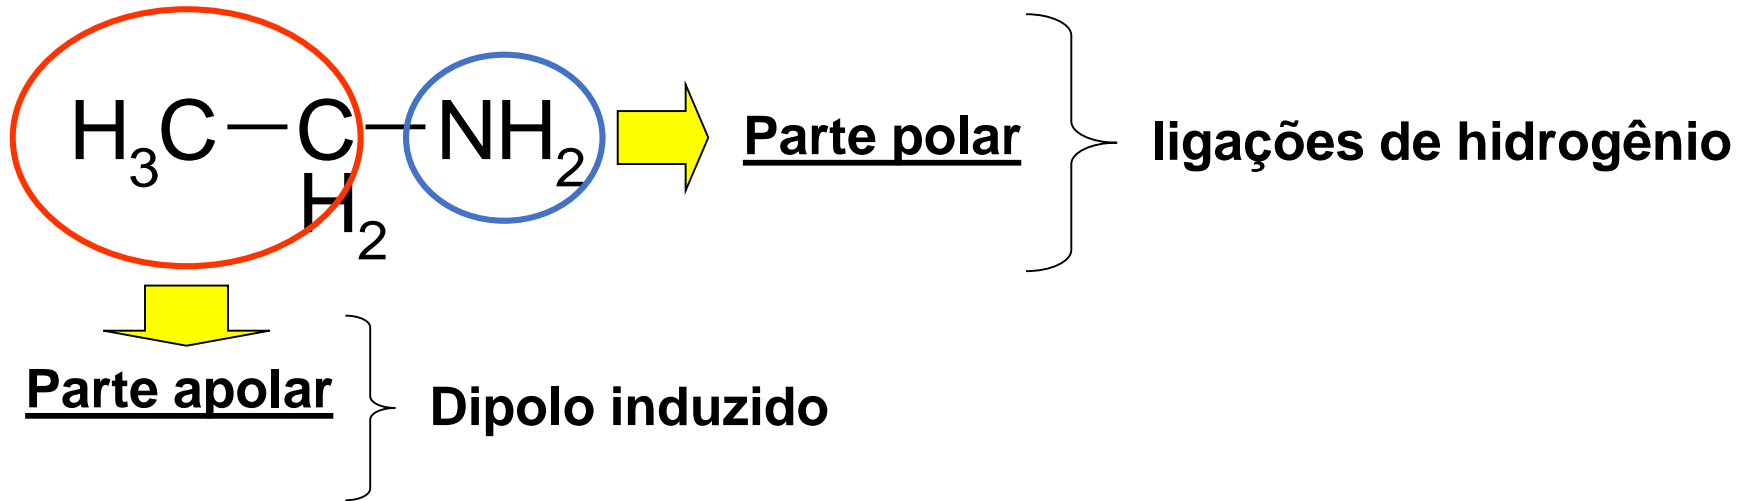 H3C—C—NH2
H2
Parte polar
ligações de hidrogênio
Parte apolar
Dipolo induzido